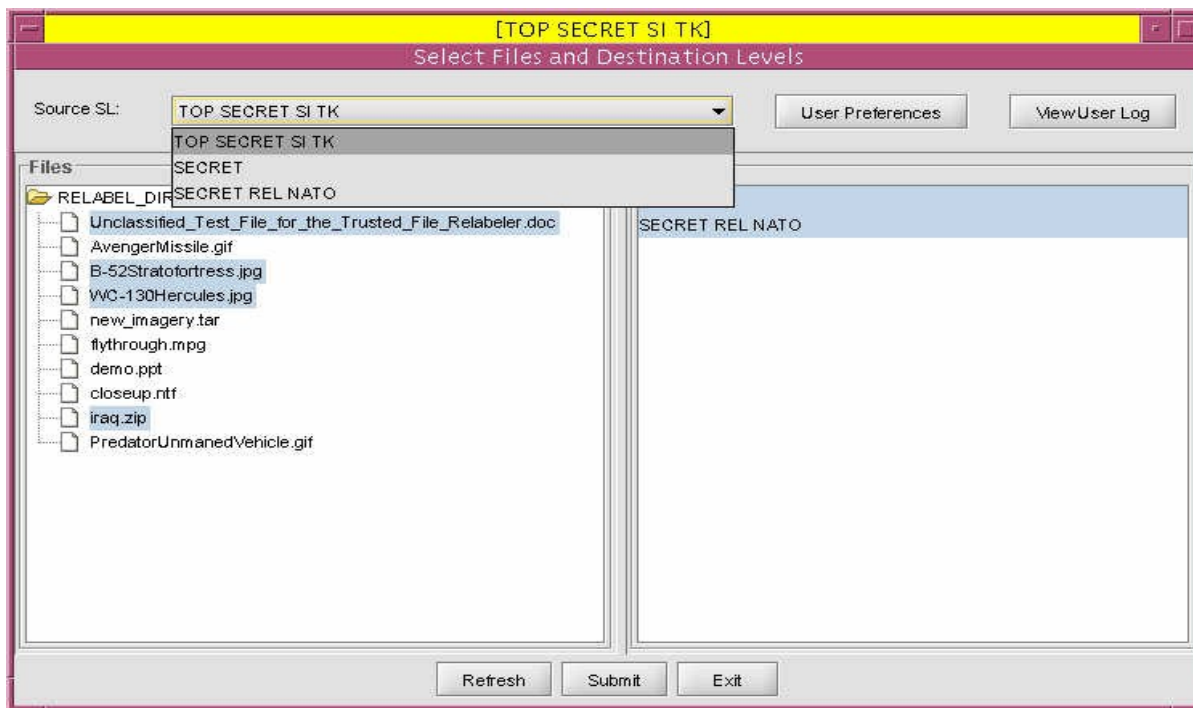 [TOP SECRET SI TK]
Select Files and Destination Levels
Source SL:
TOP SECRET SI TK
User Preferences
View User Log
TOP SECRET SI TK
SECRET
SECRET REL NATO
Files
RELABEL_DIR
Unclassified_Test_File_for_the_Trusted_File_Relabeler.doc
AvengerMissile.gif
B-52Stratofortress.jpg
WC-130Hercules.jpg
new_imagery.tar
flythrough.mpg
demo.ppt
closeup.ntf
iraq.zip
PredatorUnmanedVehicle.gif
SECRET REL NATO
Refresh
Submit
Exit